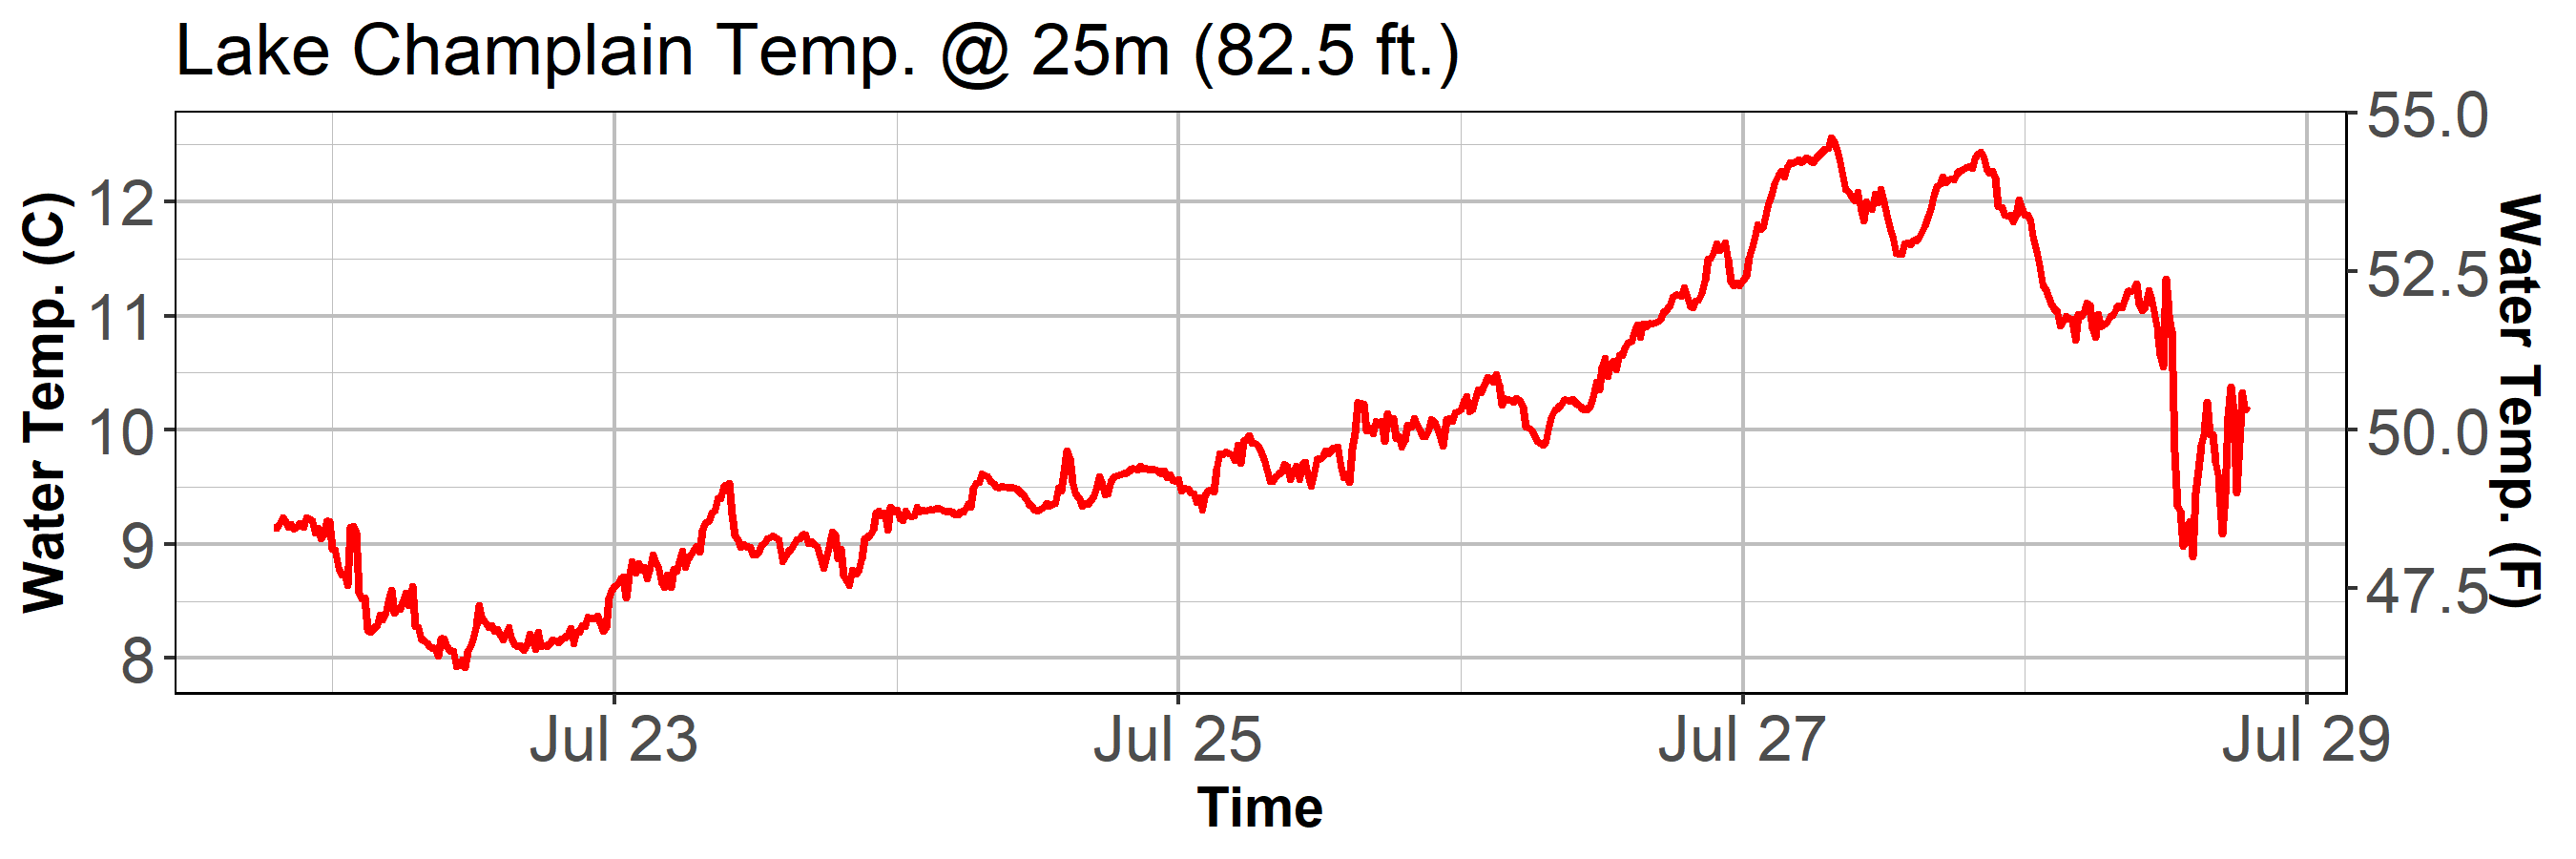 Lake Champlain Temp. @ 25m (82.5 ft.)
Water Temp. (C)
12
11
10
9
8
55.0
52.5
50.0
47.5
Water Temp. (F)
Jul 23 Jul 25 Jul 27 Jul 29
Time